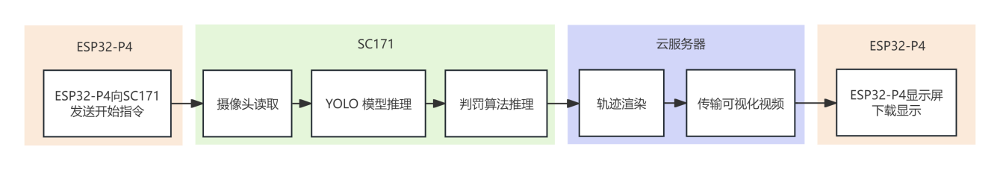 ESP32-P4
ESP32-P4向SC171
发送开始指令
SC171
摄像头读取
YOLO 模型推理
判罚算法推理
云服务器
轨迹渲染
传输可视化视频
ESP32-P4
ESP32-P4显示屏
下载显示